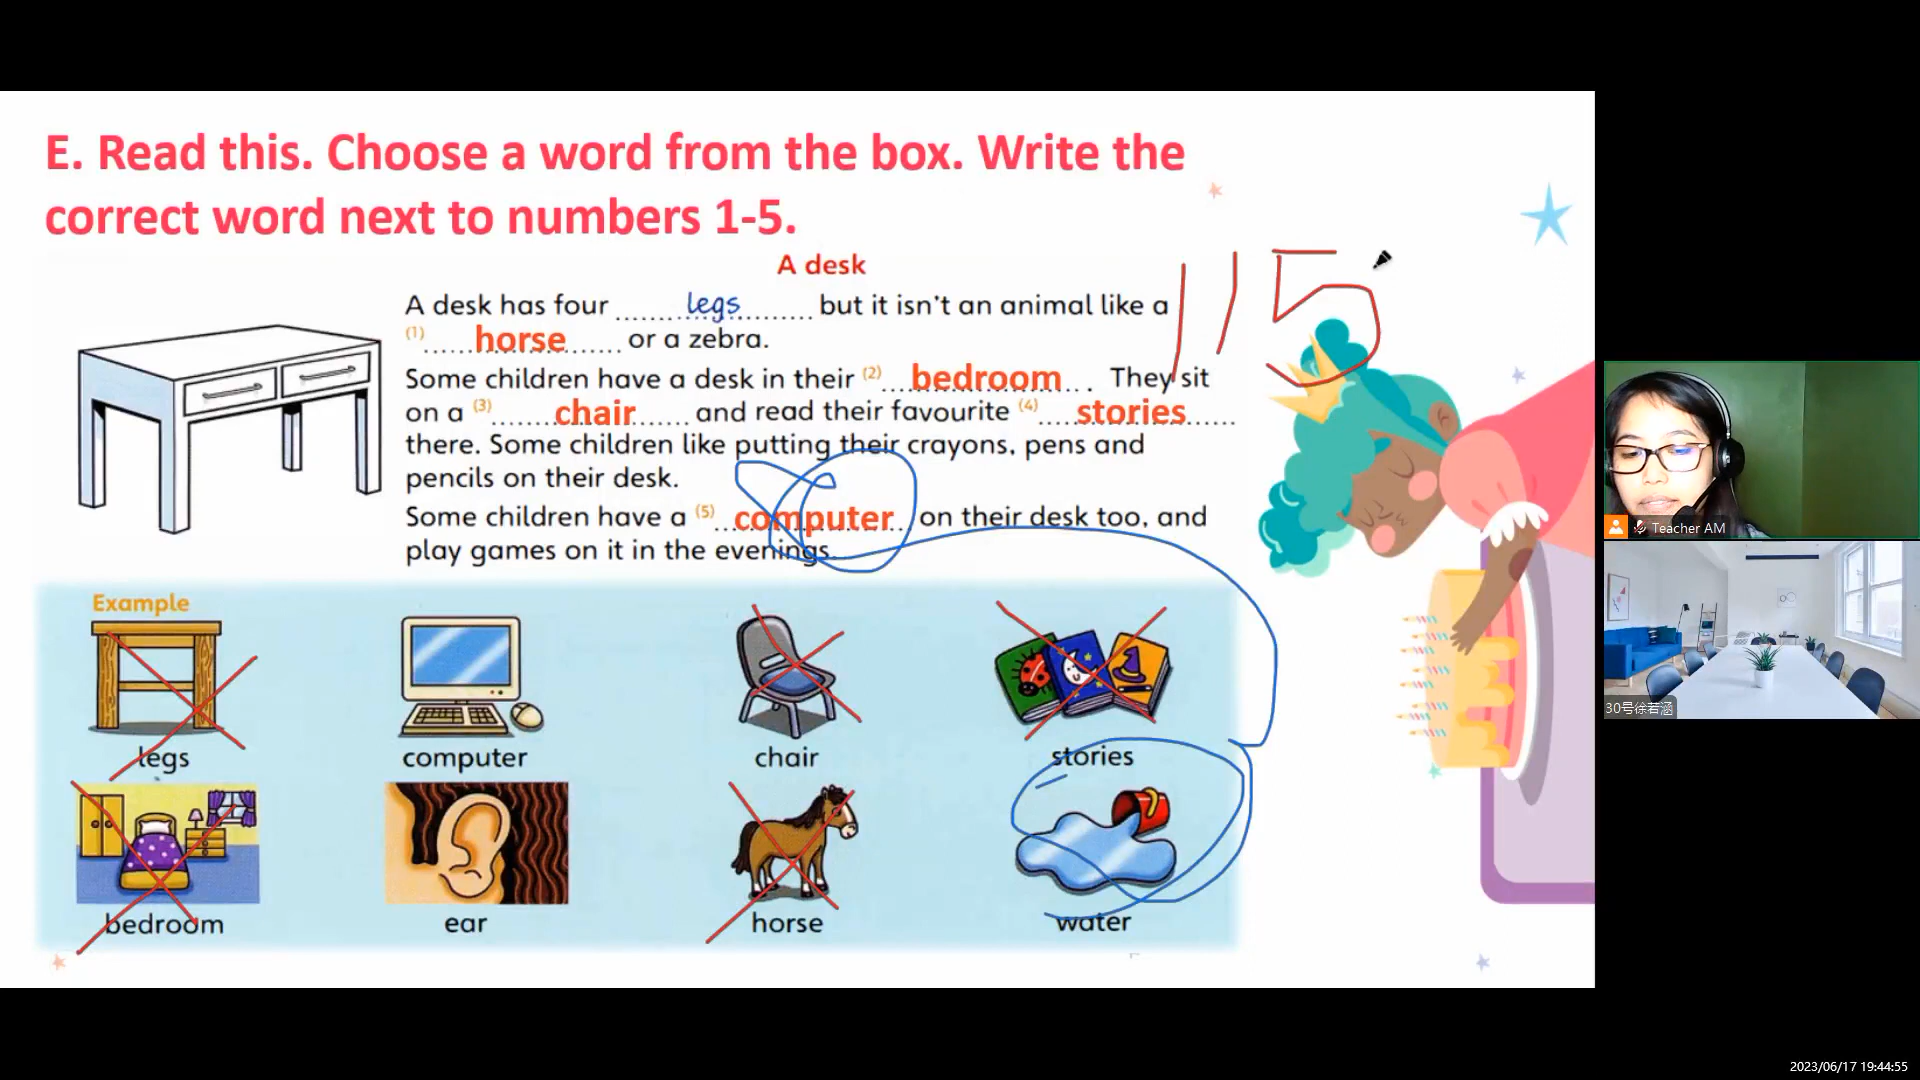 E. Read this. Choose a word from the box. Write the
correct word next to numbers 1-5.
A desk
A desk has four legs but it isn't an animal like a
(1) horse or a zebra.
Some children have a desk in their (2) bedroom. They sit
on a (3) chair and read their favourite (4) stories
there. Some children like putting their crayons, pens and
pencils on their desk.
Some children have a (5) computer on their desk too, and
play games on it in the evenings.
115
Example
legs
computer
chair
stories
bedroom
ear
horse
water
Teacher AM
30号徐若涵
2023/06/17 19:44:55